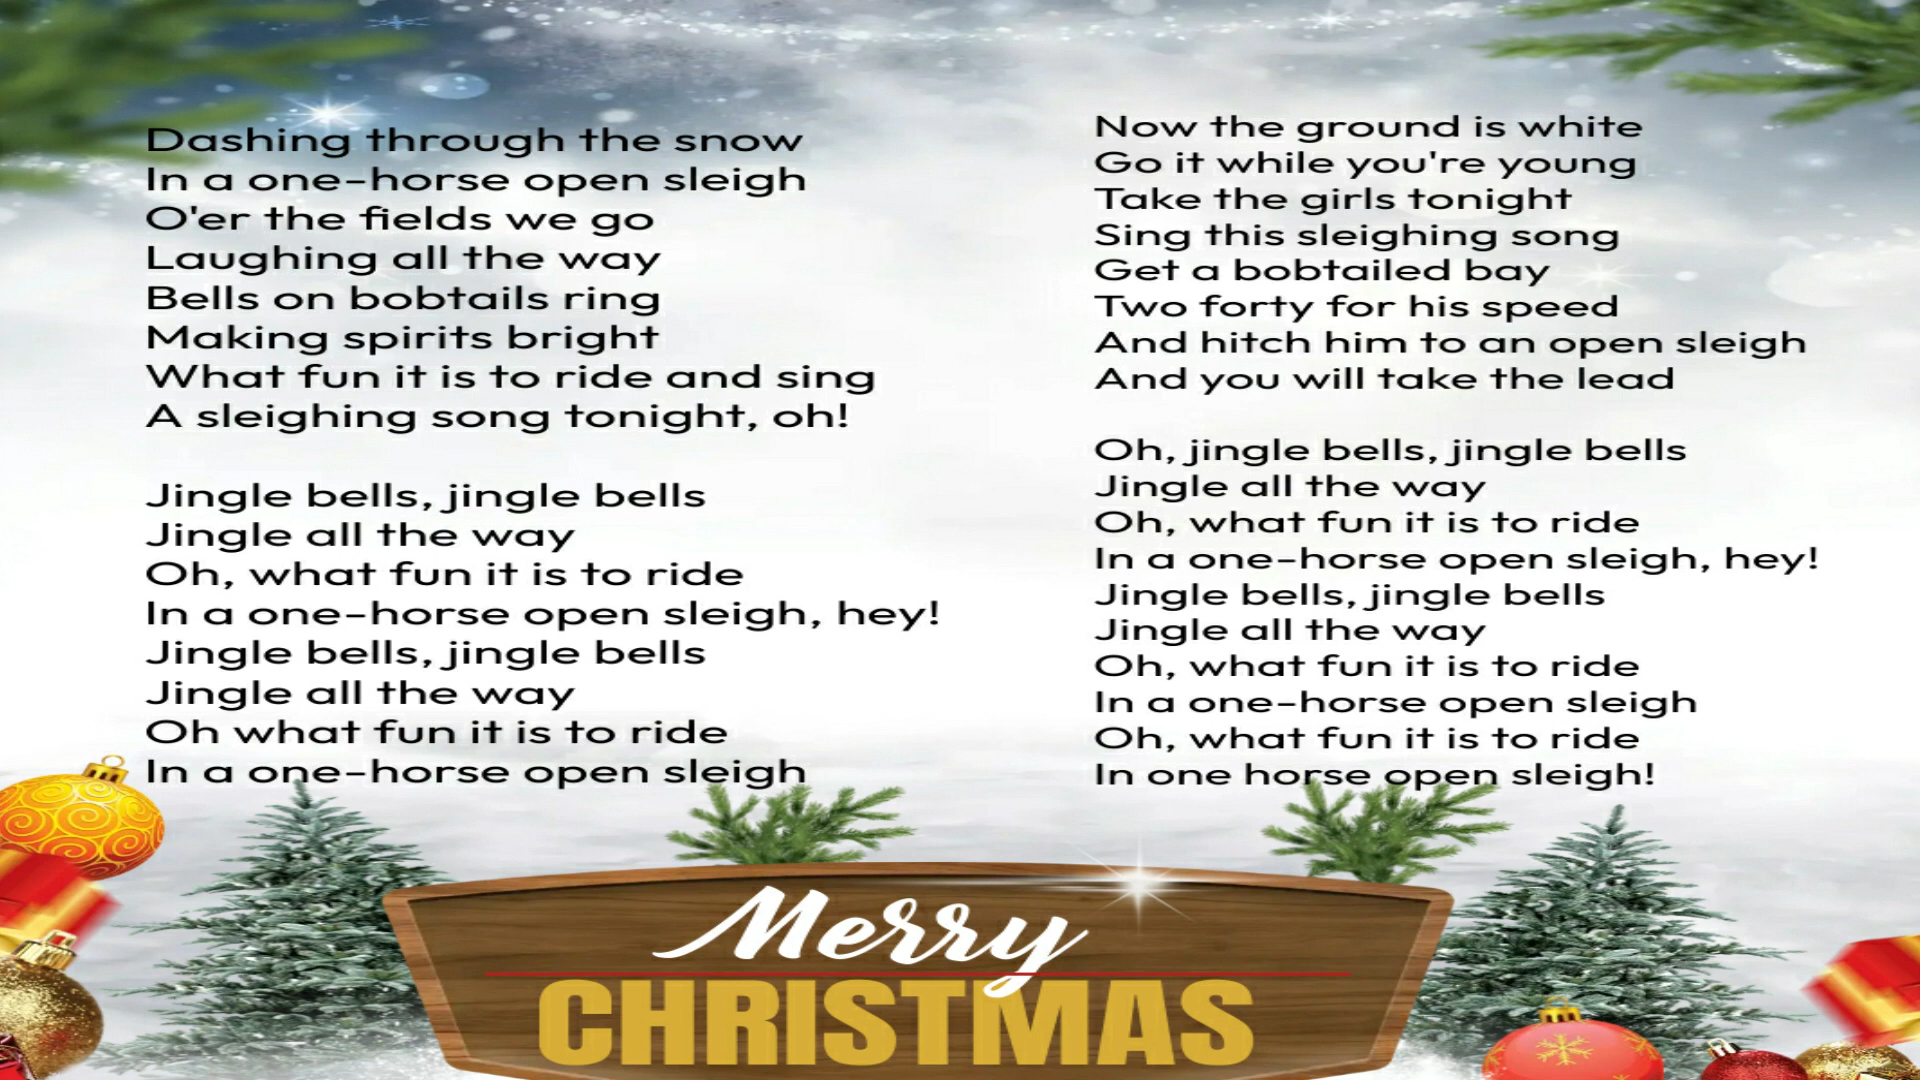 Dashing through the snow
In a one-horse open sleigh
O'er the fields we go
Laughing all the way
Bells on bobtails ring
Making spirits bright
What fun it is to ride and sing
A sleighing song tonight, oh!
Jingle bells, jingle bells
Jingle all the way
Oh, what fun it is to ride
In a one-horse open sleigh, hey!
Jingle bells, jingle bells
Jingle all the way
Oh what fun it is to ride
In a one-horse open sleigh
Now the ground is white
Go it while you're young
Take the girls tonight
Sing this sleighing song
Get a bobtailed bay
Two forty for his speed
And hitch him to an open sleigh
And you will take the lead
Oh, jingle bells, jingle bells
Jingle all the way
Oh, what fun it is to ride
In a one-horse open sleigh, hey!
Jingle bells, jingle bells
Jingle all the way
Oh, what fun it is to ride
In a one-horse open sleigh
Oh, what fun it is to ride
In one horse open sleigh!
Merry
CHRISTMAS